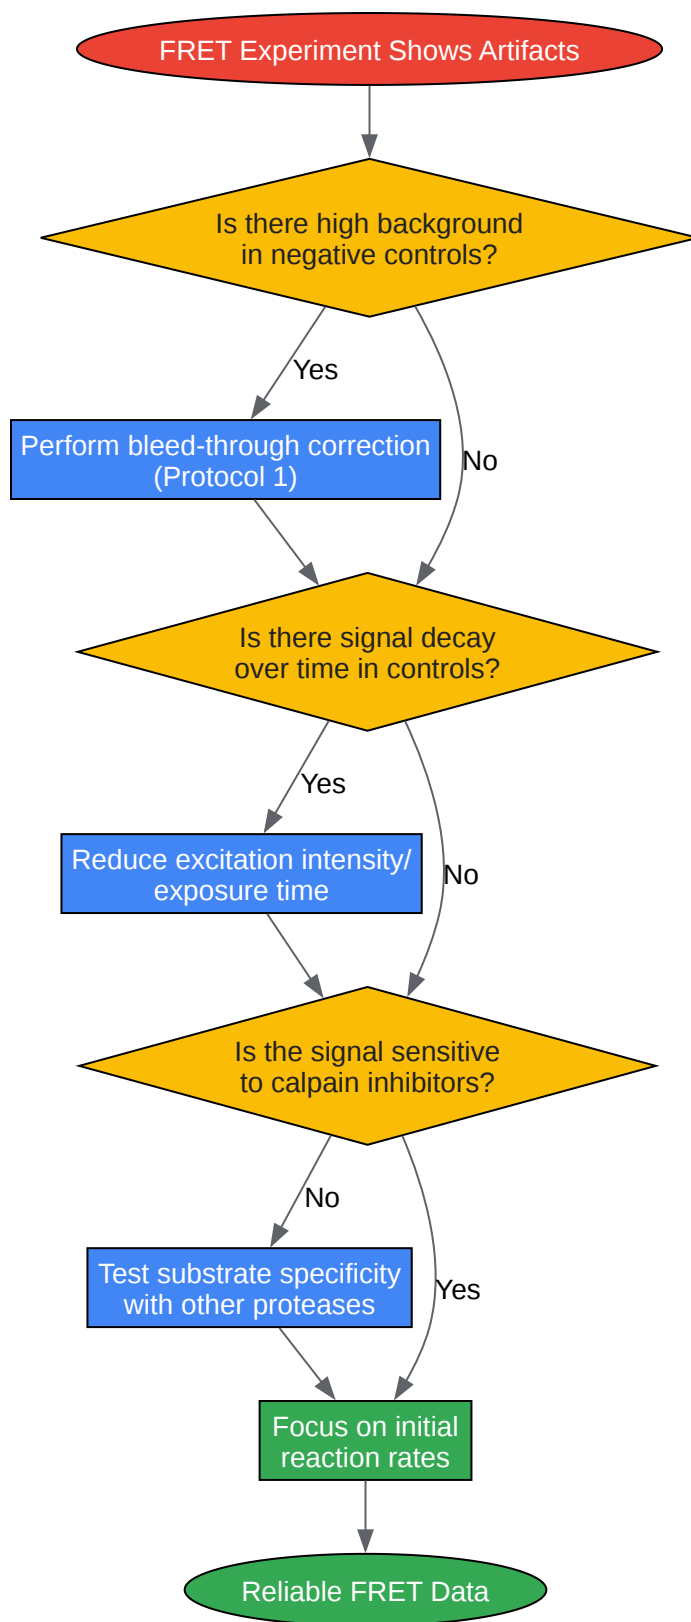 FRET Experiment Shows Artifacts
Is there high background
in negative controls?
Yes
Perform bleed-through correction
(Protocol 1)
No
Is there signal decay
over time in controls?
Yes
Reduce excitation intensity/
exposure time
No
Is the signal sensitive
to calpain inhibitors?
No
Test substrate specificity
with other proteases
Yes
Focus on initial
reaction rates
Reliable FRET Data